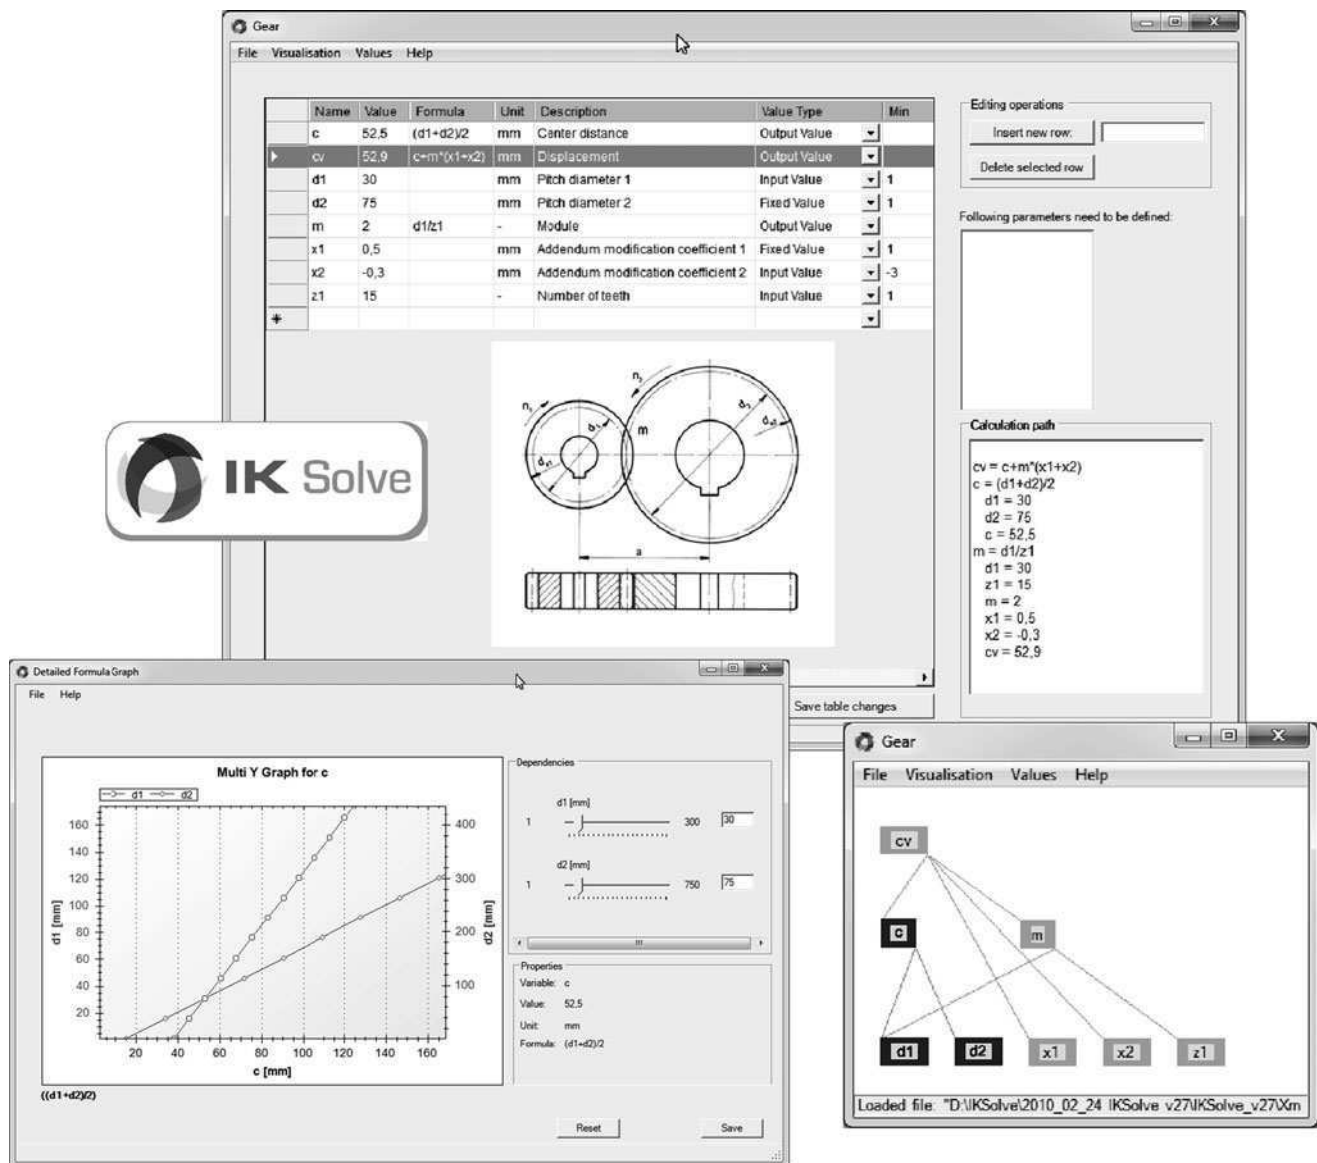 Gear
File Visualisation Values Help
Name Value Formula Unit Description Value Type Min
c 52,5 (d1+d2)/2 mm Center distance Output Value
cv 52,9 c+m*(x1+x2) mm Displacement Output Value
d1 30 mm Pitch diameter 1 Input Value 1
d2 75 mm Pitch diameter 2 Fixed Value 1
m 2 d1/z1 - Module Output Value
x1 0,5 mm Addendum modification coefficient 1 Fixed Value 1
x2 -0,3 mm Addendum modification coefficient 2 Input Value -3
z1 15 - Number of teeth Input Value 1
Editing operations
Insert new row:
Delete selected row
Following parameters need to be defined:
Calculation path
cv = c+m*(x1+x2)
c = (d1+d2)/2
d1 = 30
d2 = 75
c = 52,5
m = d1/z1
d1 = 30
z1 = 15
m = 2
x1 = 0,5
x2 = -0,3
cv = 52,9
m
a
IK Solve
Save table changes
Detailed Formula Graph
File Help
Multi Y Graph for c
d1 d2
160 140 120 100 80 60 40 20
d1 [mm]
400 300 200 100
d2 [mm]
20 40 60 80 100 120 140 160
c [mm]
((d1+d2)/2)
Dependencies
d1 [mm]
1 300 30
d2 [mm]
1 750 75
Properties
Variable: c
Value: 52,5
Unit: mm
Formula: (d1+d2)/2
Reset Save
Gear
File Visualisation Values Help
cv
c m
d1 d2 x1 x2 z1
Loaded file: "D:\IKSolve\2010_02_24 IKSolve v27\IKSolve_v27\Xm